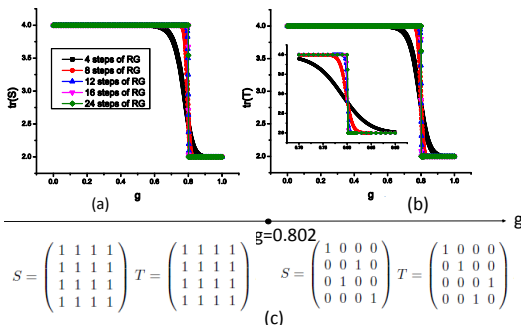 4.0
3.5
3.0
2.5
2.0
tr(S)
4 steps of RG
8 steps of RG
12 steps of RG
16 steps of RG
24 steps of RG
0.0 0.2 0.4 0.6 0.8 1.0
g
(a)
4.0
3.5
3.0
2.5
2.0
tr(T)
0.0 0.2 0.4 0.6 0.8 1.0
g
(b)
g
g=0.802
S = ( 1 1 1 1 ) T = ( 1 1 1 1 ) S = ( 1 0 0 0 ) T = ( 1 0 0 0 )
1 1 1 1 1 1 1 1 0 0 1 0 0 1 0 0
1 1 1 1 1 1 1 1 0 1 0 0 0 0 0 1
1 1 1 1 1 1 1 1 0 0 0 1 0 0 1 0
(c)